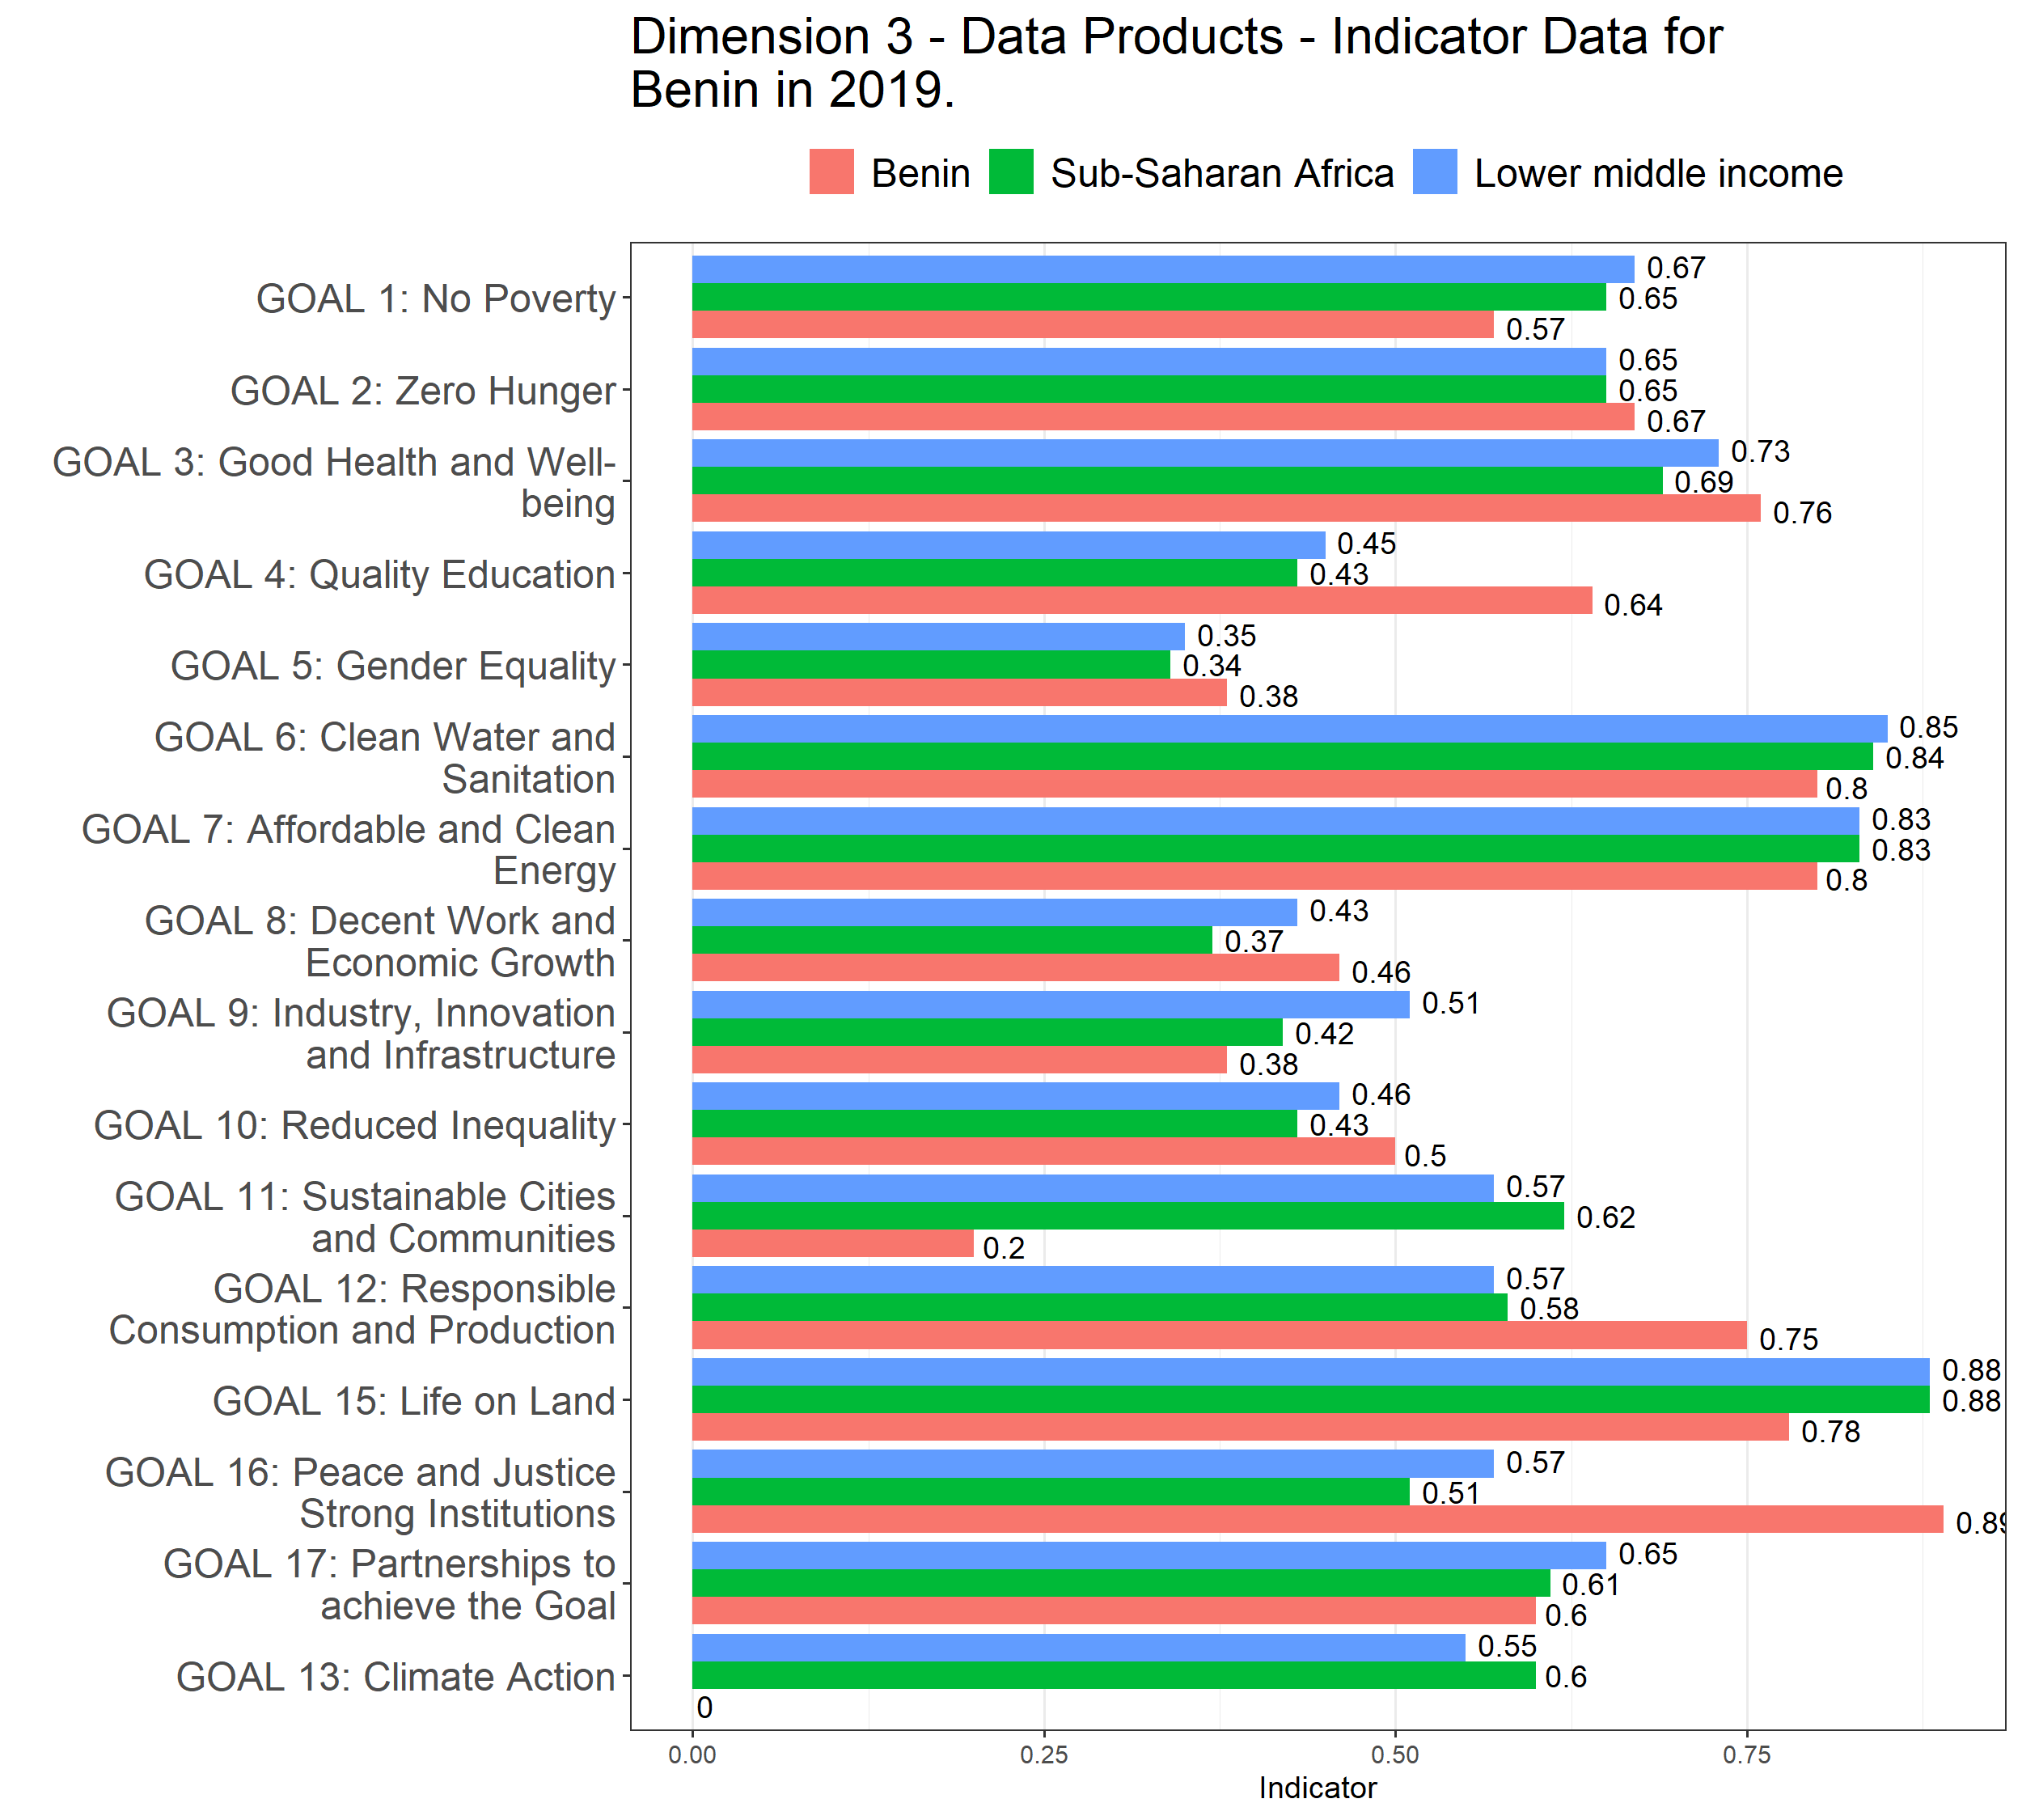 Dimension 3 - Data Products - Indicator Data for
Benin in 2019.
Benin
Sub-Saharan Africa
Lower middle income
GOAL 1: No Poverty
0.67
0.65
0.57
GOAL 2: Zero Hunger
0.65
0.65
0.67
GOAL 3: Good Health and Well-
being
0.73
0.69
0.76
GOAL 4: Quality Education
0.45
0.43
0.64
GOAL 5: Gender Equality
0.35
0.34
0.38
GOAL 6: Clean Water and
Sanitation
0.85
0.84
0.8
GOAL 7: Affordable and Clean
Energy
0.83
0.83
0.8
GOAL 8: Decent Work and
Economic Growth
0.43
0.37
0.46
GOAL 9: Industry, Innovation
and Infrastructure
0.51
0.42
0.38
GOAL 10: Reduced Inequality
0.46
0.43
0.5
GOAL 11: Sustainable Cities
and Communities
0.57
0.62
0.2
GOAL 12: Responsible
Consumption and Production
0.57
0.58
0.75
GOAL 15: Life on Land
0.88
0.88
0.78
GOAL 16: Peace and Justice
Strong Institutions
0.57
0.51
0.89
GOAL 17: Partnerships to
achieve the Goal
0.65
0.61
0.6
GOAL 13: Climate Action
0.55
0.6
0
0.00
0.25
0.50
0.75
Indicator